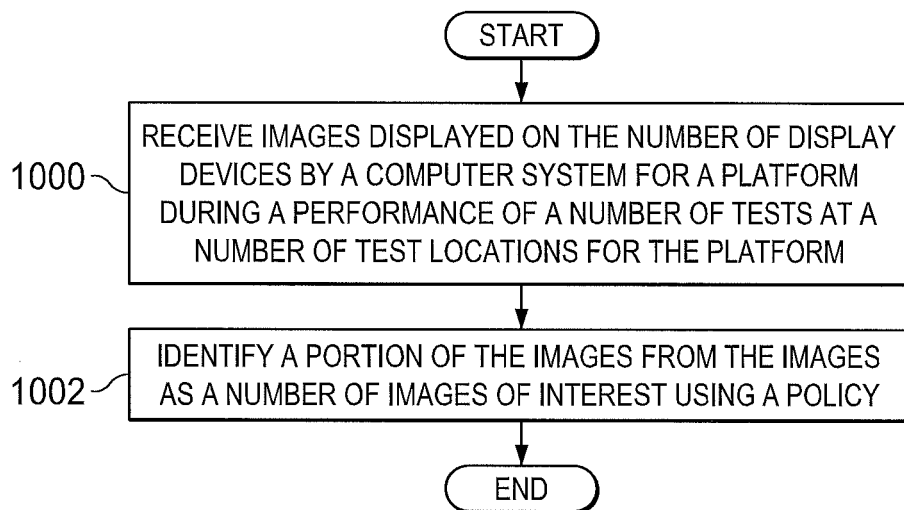 START
1000
RECEIVE IMAGES DISPLAYED ON THE NUMBER OF DISPLAY
DEVICES BY A COMPUTER SYSTEM FOR A PLATFORM
DURING A PERFORMANCE OF A NUMBER OF TESTS AT A
NUMBER OF TEST LOCATIONS FOR THE PLATFORM
1002
IDENTIFY A PORTION OF THE IMAGES FROM THE IMAGES
AS A NUMBER OF IMAGES OF INTEREST USING A POLICY
END